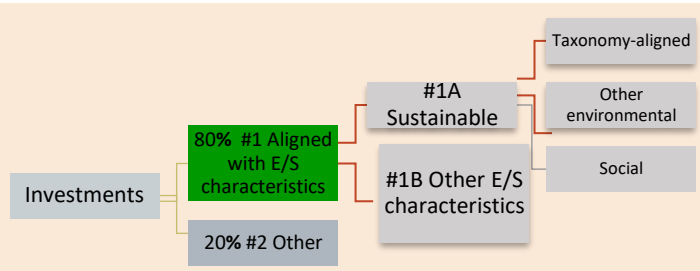 Investments
80% #1 Aligned
with E/S
characteristics
20% #2 Other
#1A
Sustainable
#1B Other E/S
characteristics
Taxonomy-aligned
Other
environmental
Social